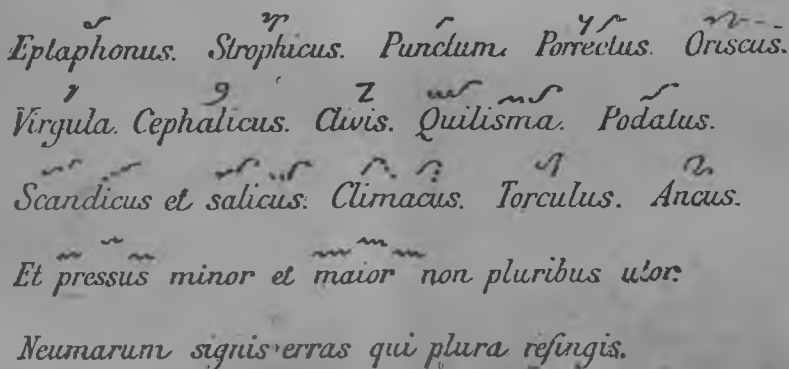 Eptaphonus. Strophicus. Punctum. Porrectus. Oriscus.
Virgula. Cephalicus. Clivis. Quilisma. Podatus.
Scandicus et salicus. Climacus. Torculus. Ancus.
Et pressus minor et maior non pluribus utor.
Neumarum signis erras qui plura refingis.